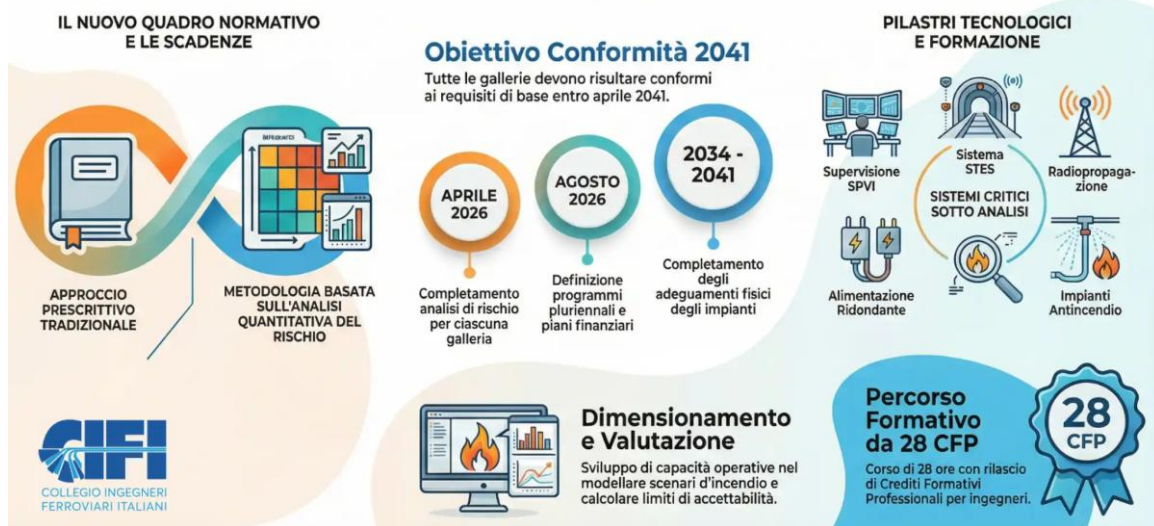 IL NUOVO QUADRO NORMATIVO
E LE SCADENZE
APPROCCIO
PRESCRITTIVO
TRADIZIONALE
METODOLOGIA BASATA
SULL'ANALISI
QUANTITATIVA DEL
RISCHIO
CIFI
COLLEGIO INGEGNERI
FERROVIARI ITALIANI
Obiettivo Conformità 2041
Tutte le gallerie devono risultare conformi
ai requisiti di base entro aprile 2041.
APRILE
2026
Completamento
analisi di rischio
per ciascuna
galleria
AGOSTO
2026
Definizione
programmi
pluriennali e
piani finanziari
2034 -
2041
Completamento
degli
adeguamenti fisici
degli impianti
Dimensionamento
e Valutazione
Sviluppo di capacità operative nel
modellare scenari d'incendio e
calcolare limiti di accettabilità.
PILASTRI TECNOLOGICI
E FORMAZIONE
Supervisione
SPVI
Sistema
STES
Radiopropaga-
zione
SISTEMI CRITICI
SOTTO ANALISI
Alimentazione
Ridondante
Impianti
Antincendio
Percorso
Formativo
da 28 CFP
Corso di 28 ore con rilascio
di Crediti Formativi
Professionali per ingegneri.
28
CFP